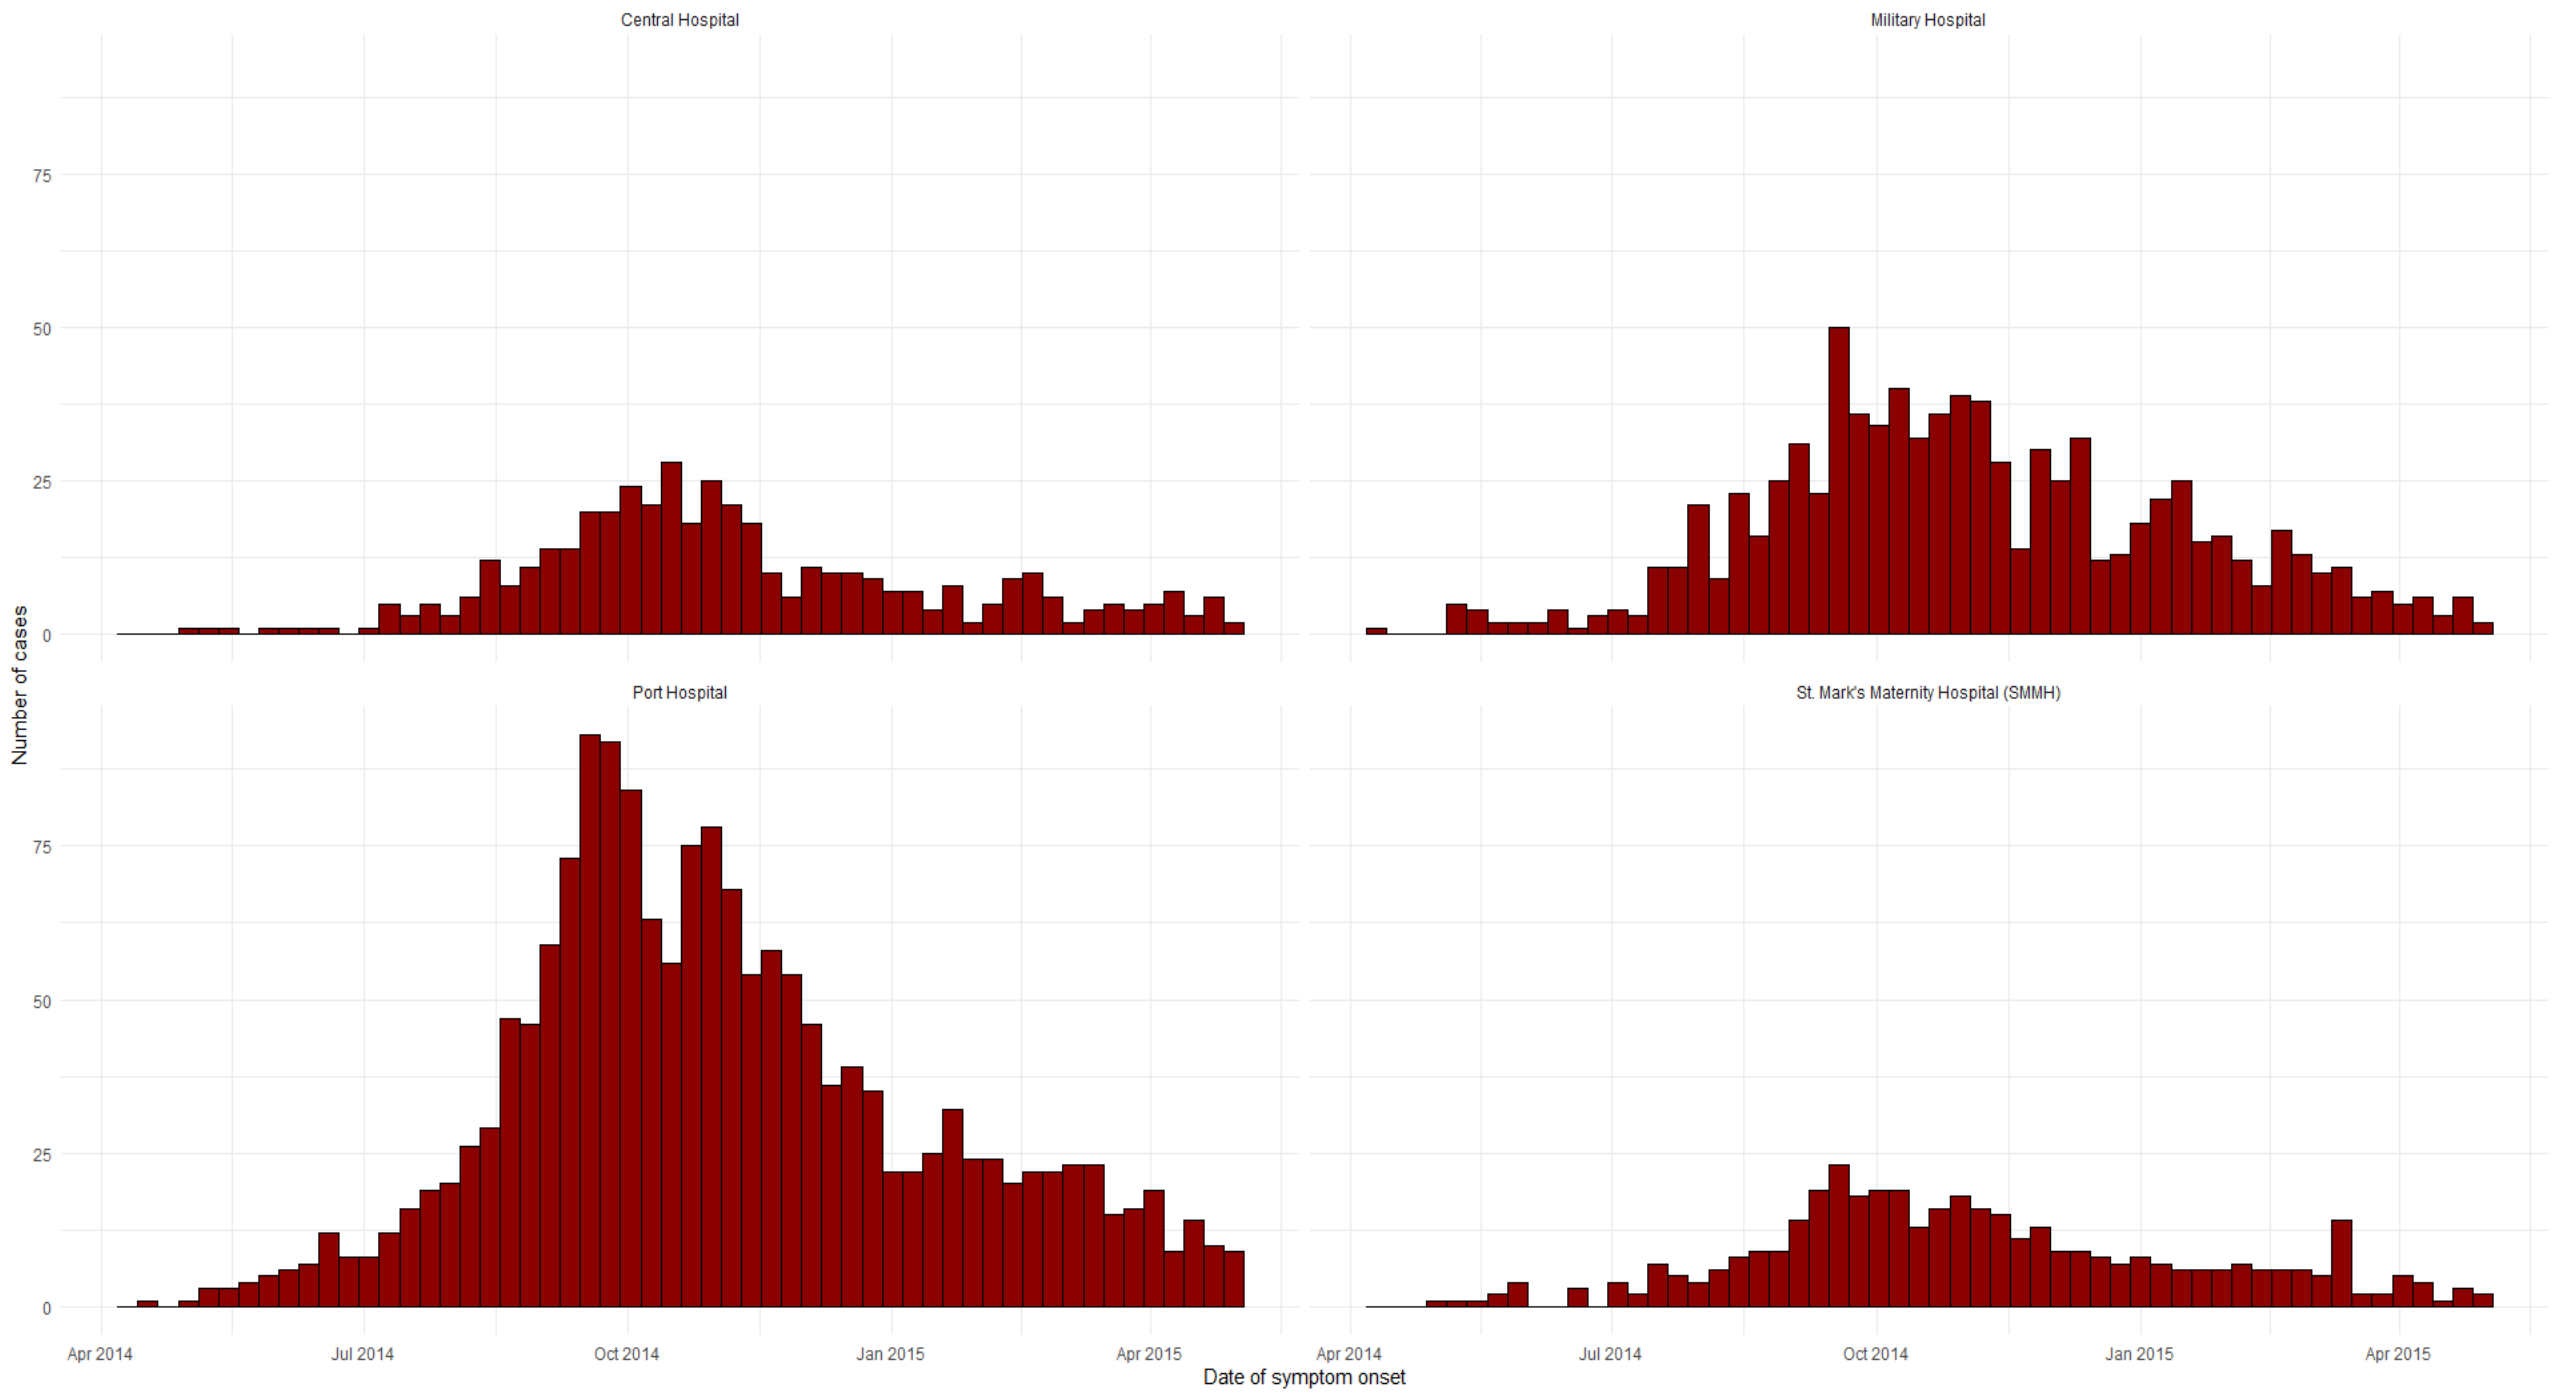 Central Hospital
Military Hospital
75
50
25
0
Number of cases
Port Hospital
St. Mark's Maternity Hospital (SMMH)
75
50
25
0
Apr 2014 Jul 2014 Oct 2014 Jan 2015 Apr 2015
Apr 2014 Jul 2014 Oct 2014 Jan 2015 Apr 2015
Date of symptom onset